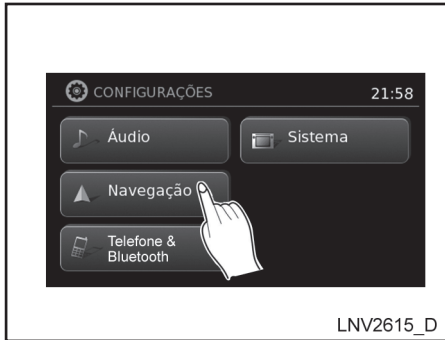 CONFIGURAÇÕES 21:58
Áudio Sistema
Navegação
Telefone &
Bluetooth
LNV2615_D